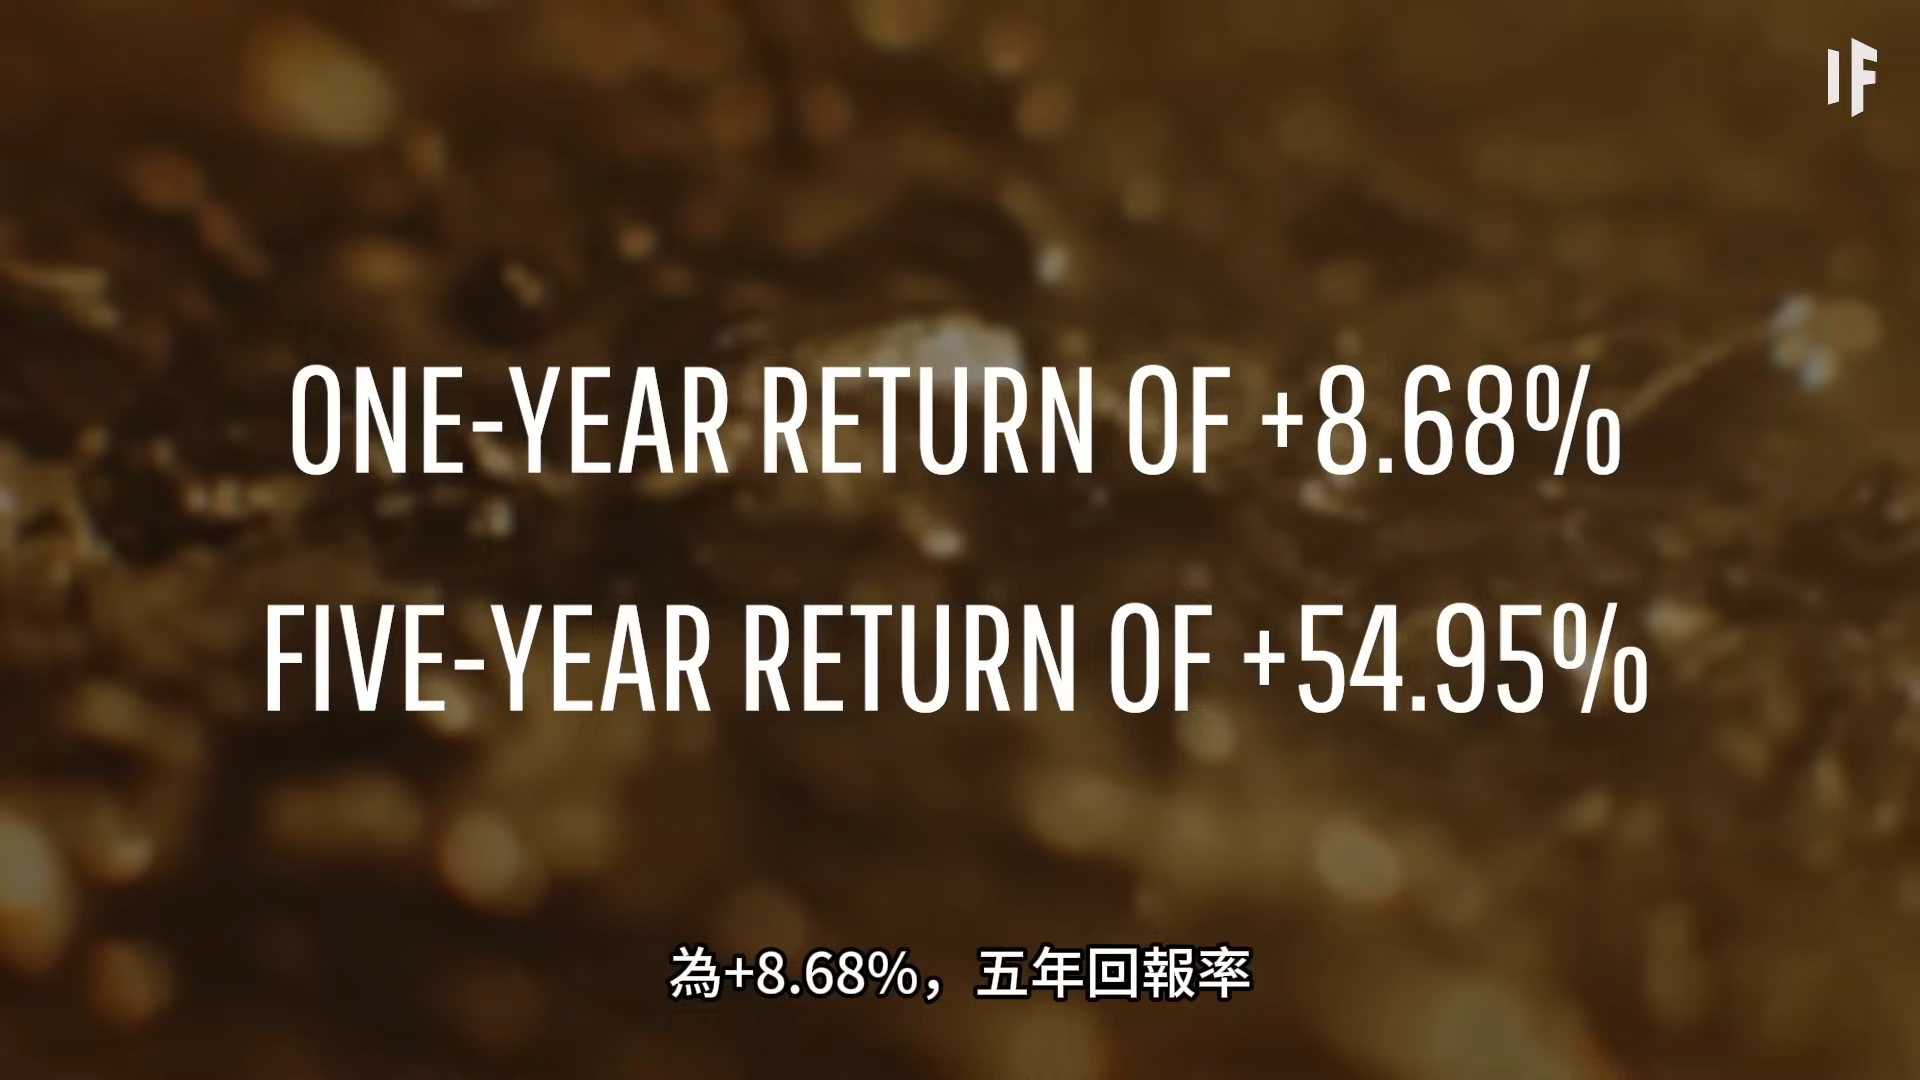 IF
ONE-YEAR RETURN OF +8.68%
FIVE-YEAR RETURN OF +54.95%
為+8.68%，五年回報率